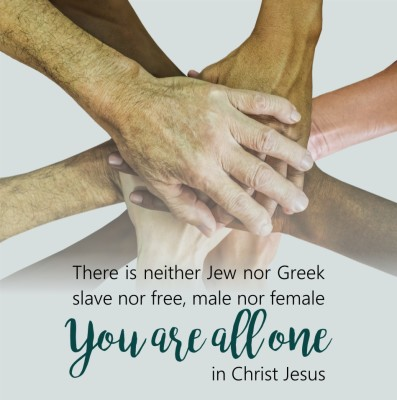 There is neither Jew nor Greek
slave nor free, male nor female
You are all one
in Christ Jesus